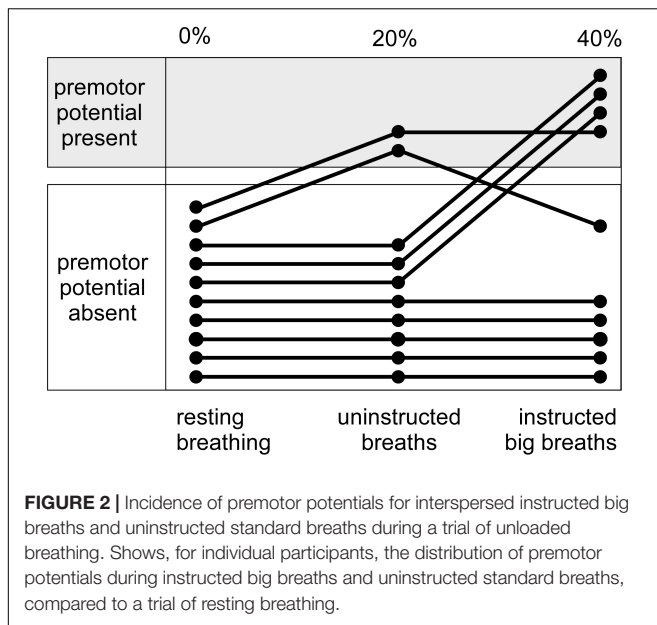 0% 20% 40%
premotor
potential
present
premotor
potential
absent
resting
breathing
uninstructed
breaths
instructed
big breaths
FIGURE 2 | Incidence of premotor potentials for interspersed instructed big
breaths and uninstructed standard breaths during a trial of unloaded
breathing. Shows, for individual participants, the distribution of premotor
potentials during instructed big breaths and uninstructed standard breaths,
compared to a trial of resting breathing.